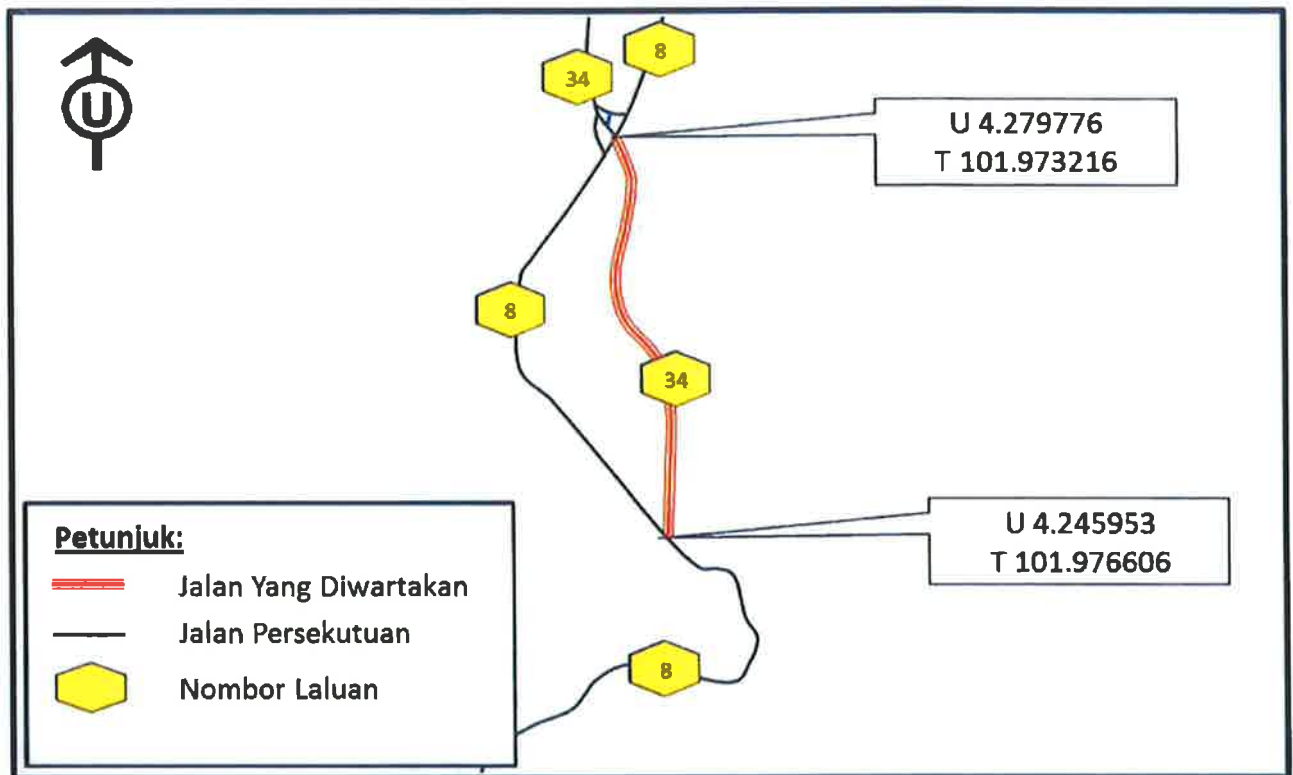 U
34
8
U 4.279776
T 101.973216
8
34
U 4.245953
T 101.976606
Petunjuk:
Jalan Yang Diwartakan
Jalan Persekutuan
Nombor Laluan
8